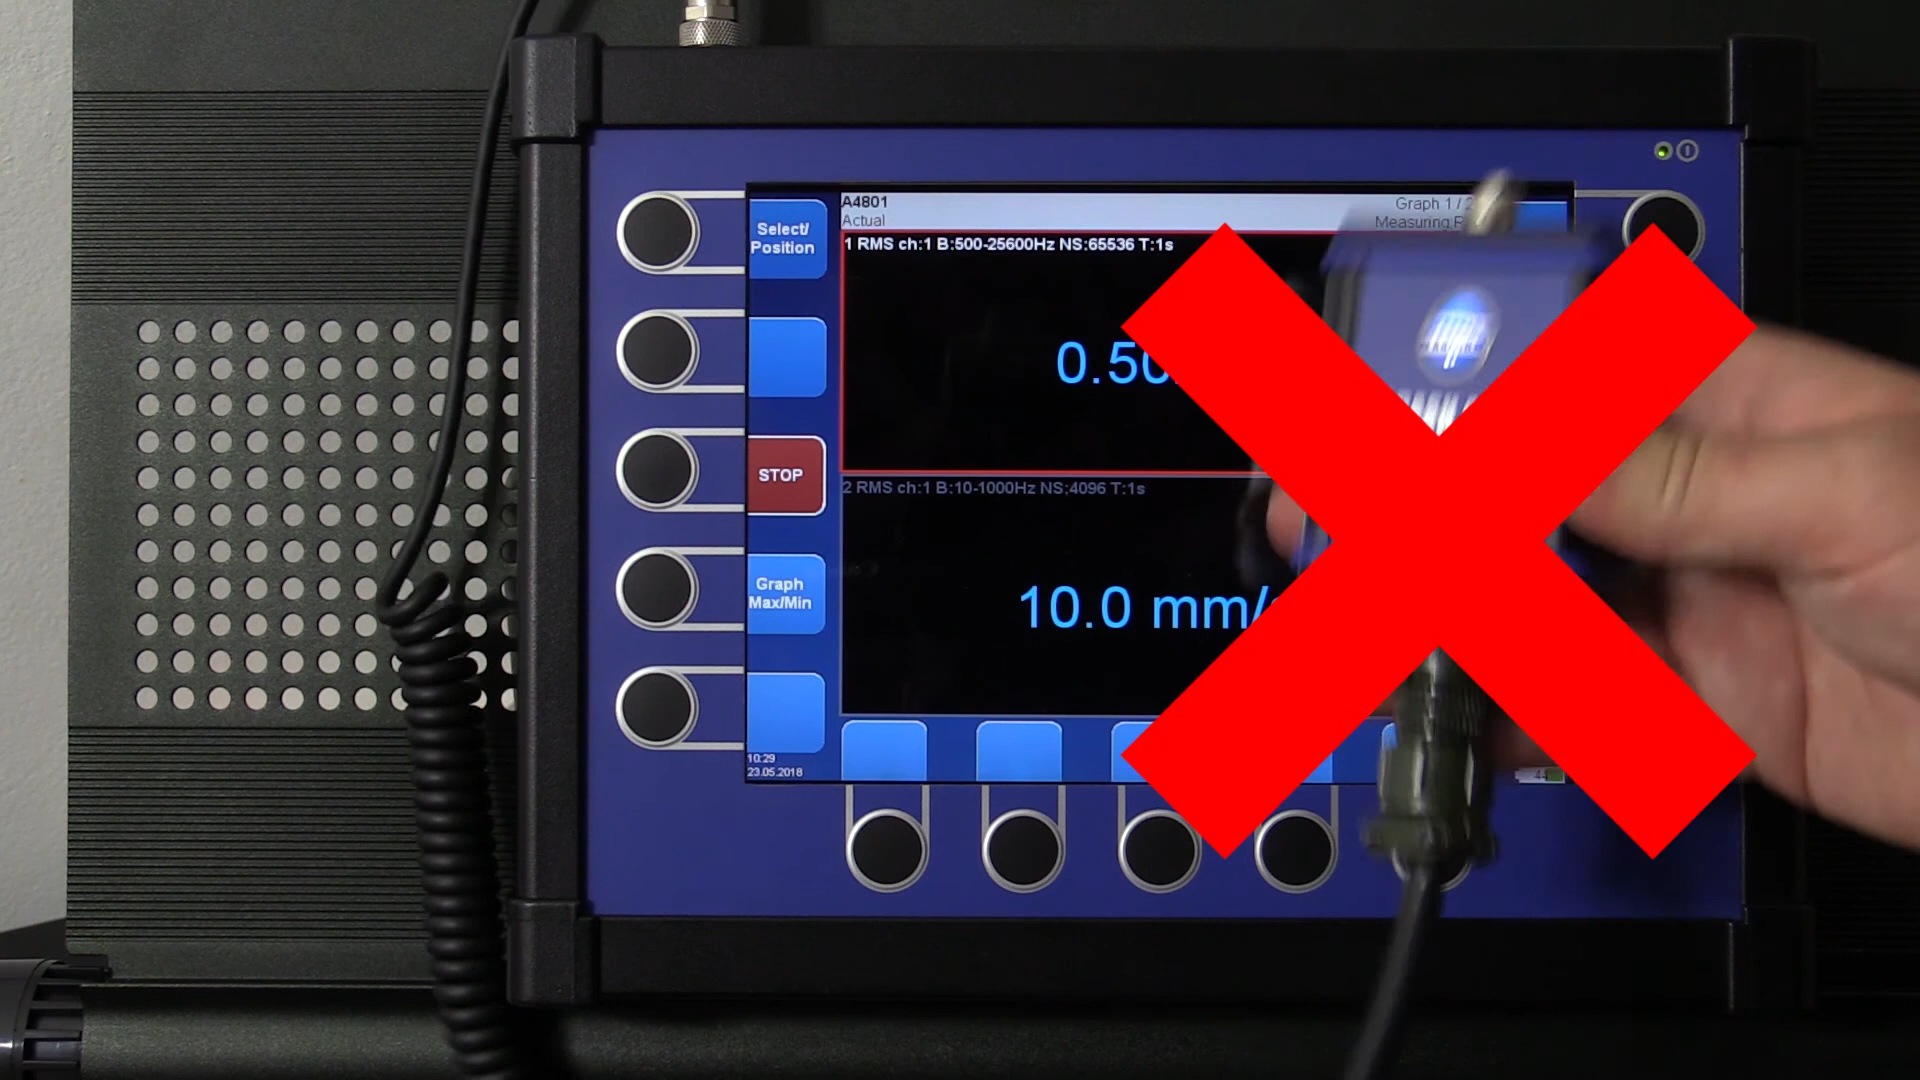 A4801
Graph 1 /
Actual
Measuring
Select/
Position
1 RMS ch:1 B:500-25600Hz NS:65536 T:1s
0.50
STOP
2 RMS ch:1 B:10-1000Hz NS:4096 T:1s
Graph
Max/Min
10.0 mm/
10:29
23.05.2018